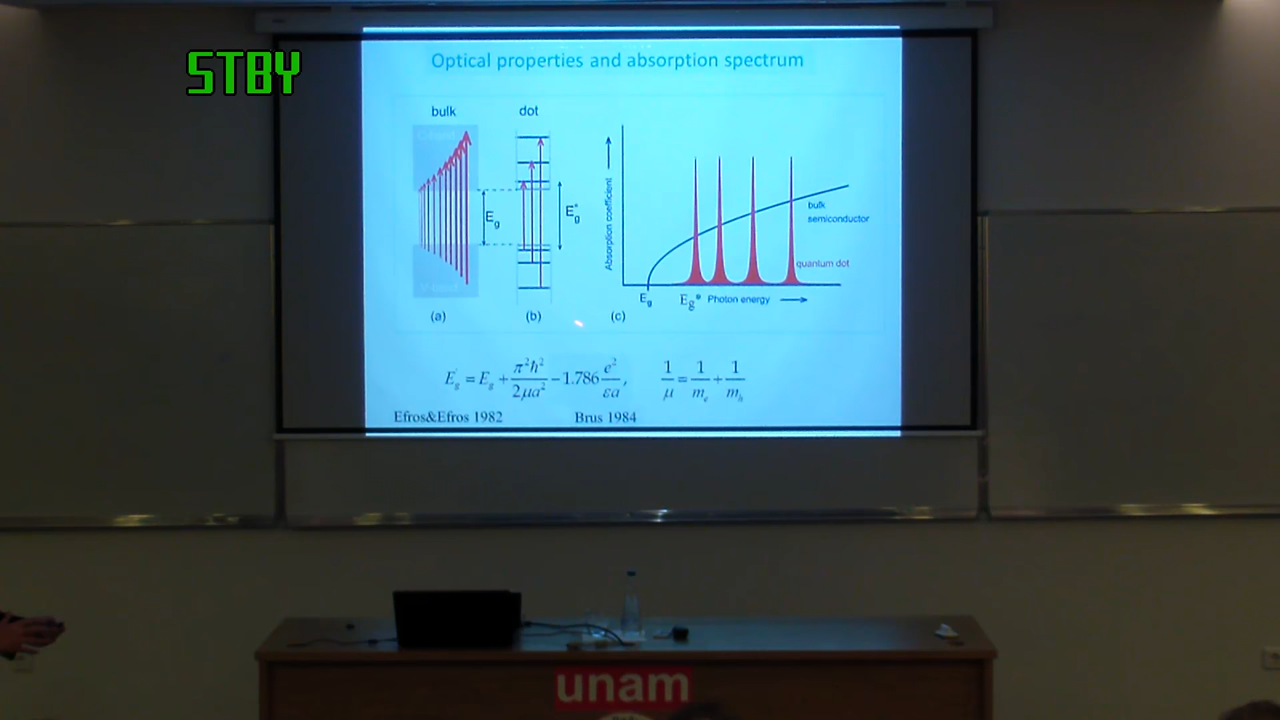 STBY
Optical properties and absorption spectrum
bulk
dot
E_g
E_g*
(a)
(b)
Absorption coefficient
bulk
semiconductor
quantum dot
E_g
E_g*
Photon energy
(c)
E_g' = E_g + π²ħ²/2μa² − 1.786 e²/εa, 1/μ = 1/m_e + 1/m_h
Efros&Efros 1982
Brus 1984
unam